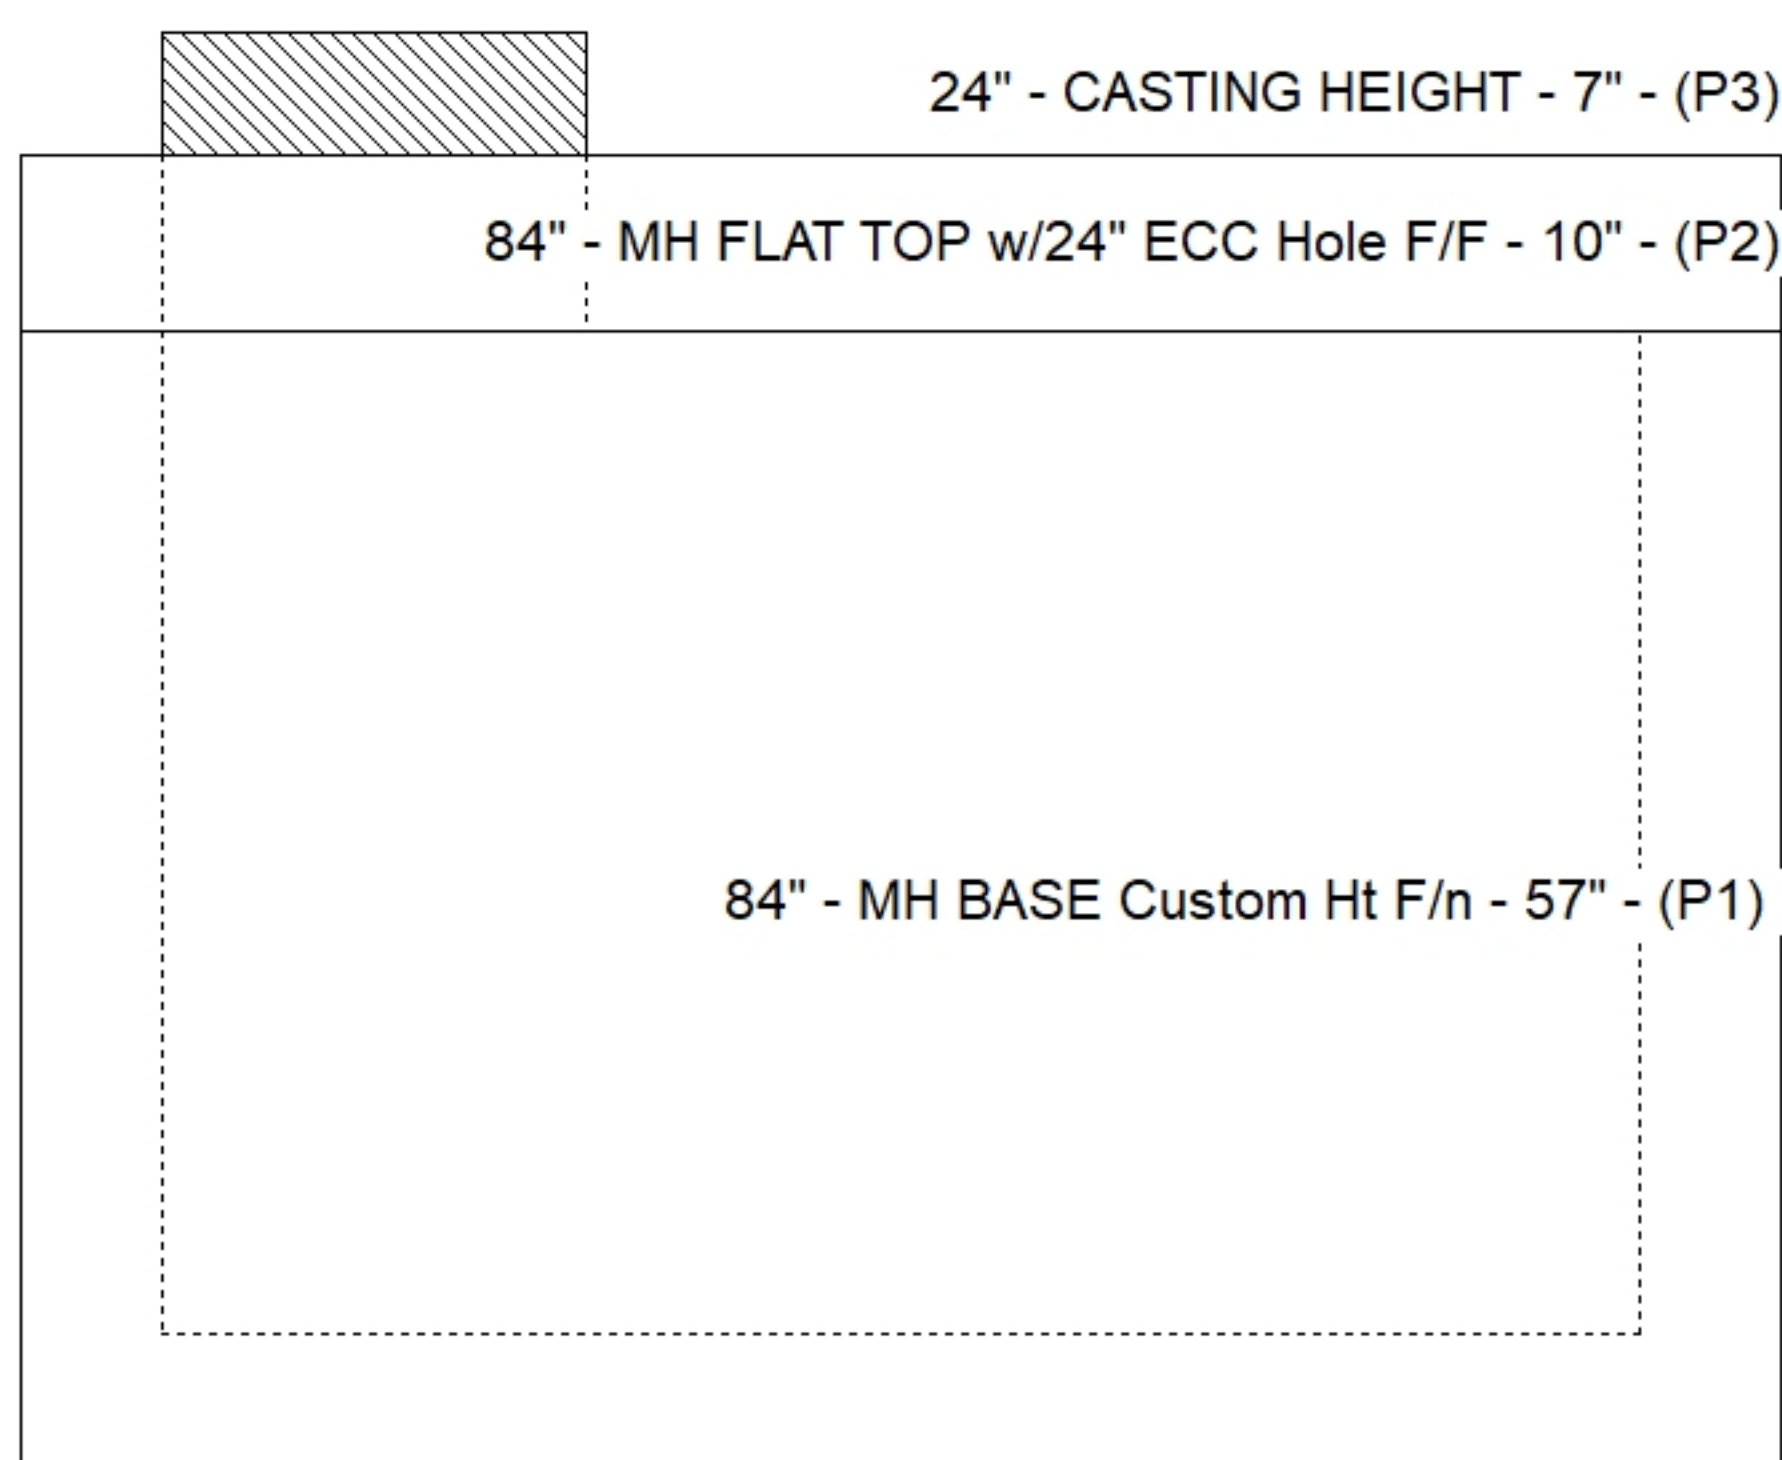 24" - CASTING HEIGHT - 7" - (P3)
84" - MH FLAT TOP w/24" ECC Hole F/F - 10" - (P2)
84" - MH BASE Custom Ht F/n - 57" - (P1)